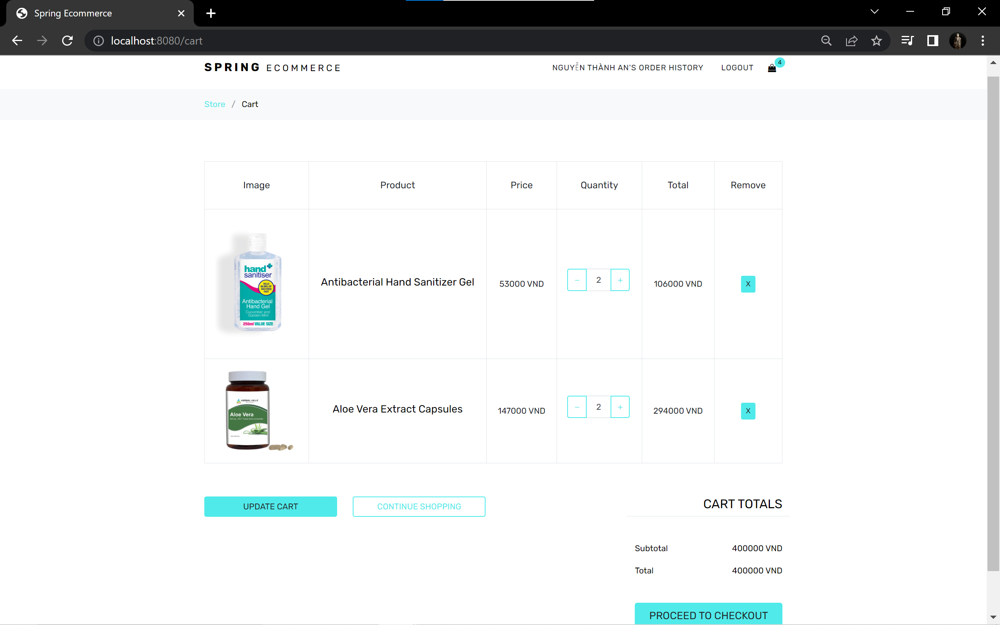 Spring Ecommerce
localhost:8080/cart
SPRING ECOMMERCE
NGUYỄN THÀNH AN'S ORDER HISTORY LOGOUT 4
Store / Cart
Image Product Price Quantity Total Remove
hand
sanitiser
KILLS
99.99% OF
BACTERIA
FAST
Antibacterial
Hand Gel
Cucumber and
Garden Mint
250ml VALUE SIZE
Antibacterial Hand Sanitizer Gel 53000 VND − 2 + 106000 VND X
HERBAL HILLS
Aloe Vera
Aloe Vera Extract Capsules 147000 VND − 2 + 294000 VND X
UPDATE CART CONTINUE SHOPPING
CART TOTALS
Subtotal 400000 VND
Total 400000 VND
PROCEED TO CHECKOUT